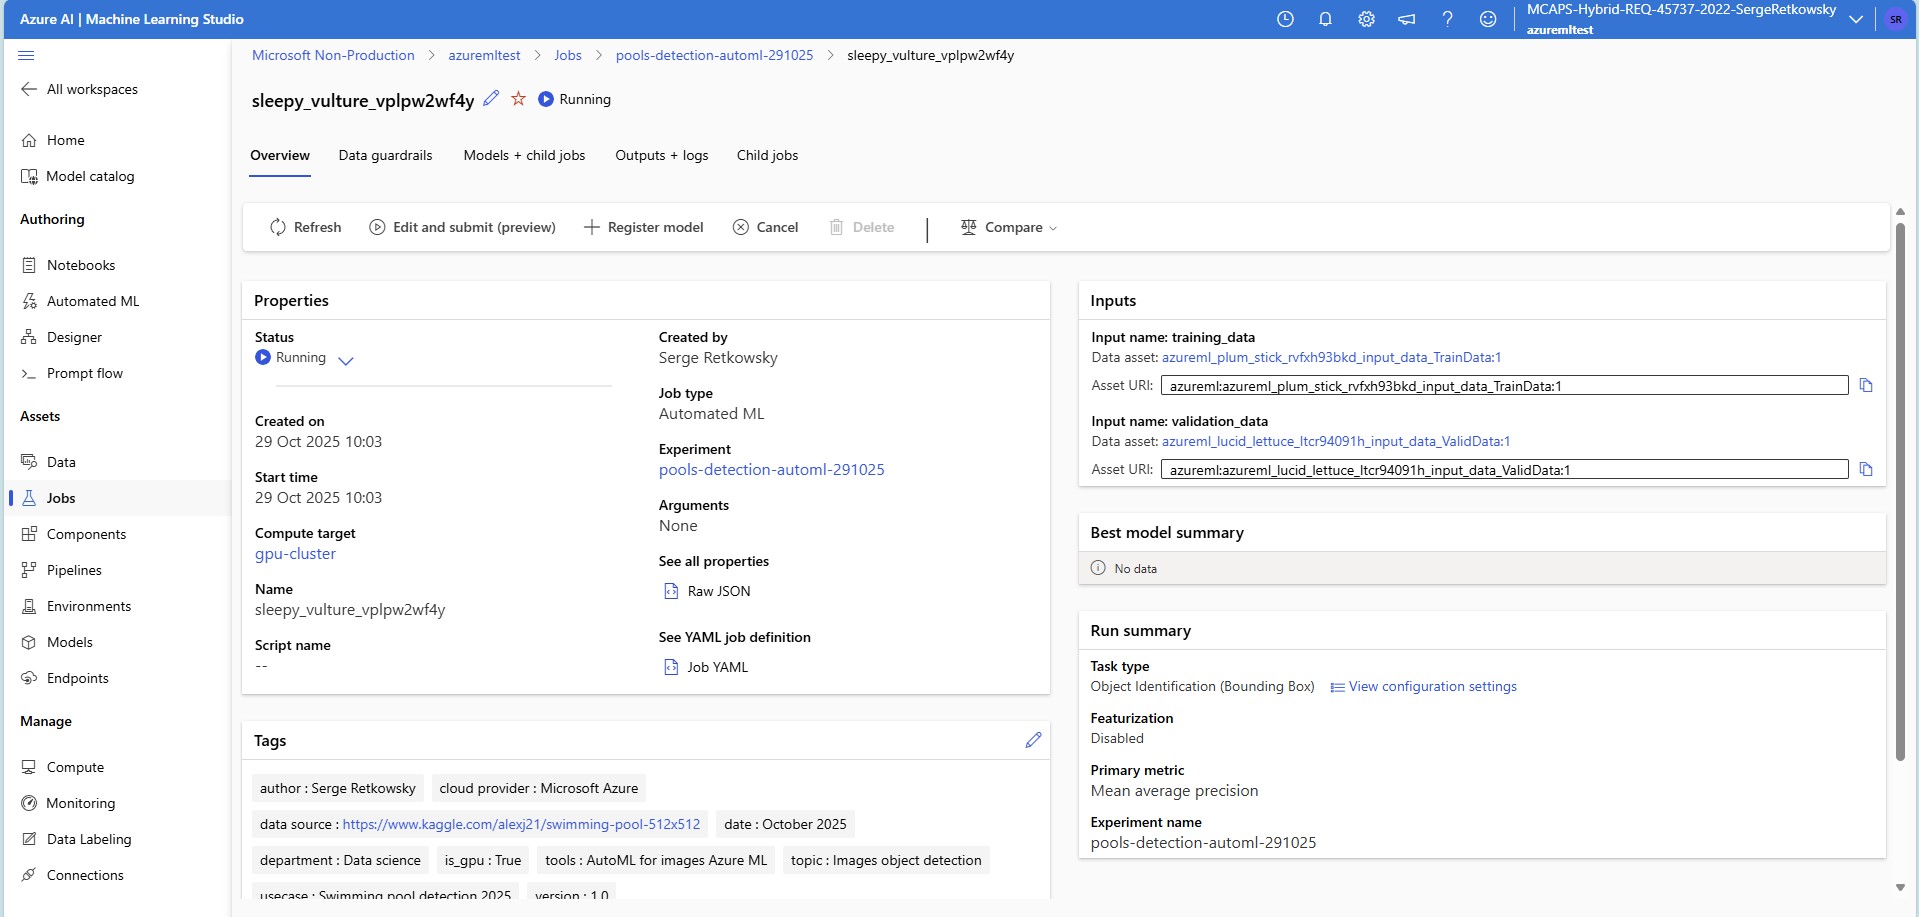 Azure AI | Machine Learning Studio
MCAPS-Hybrid-REQ-45737-2022-SergeRetkowsky
azuremltest
SR
All workspaces
Home
Model catalog
Authoring
Notebooks
Automated ML
Designer
Prompt flow
Assets
Data
Jobs
Components
Pipelines
Environments
Models
Endpoints
Manage
Compute
Monitoring
Data Labeling
Connections
Microsoft Non-Production > azuremltest > Jobs > pools-detection-automl-291025 > sleepy_vulture_vplpw2wf4y
sleepy_vulture_vplpw2wf4y Running
Overview Data guardrails Models + child jobs Outputs + logs Child jobs
Refresh Edit and submit (preview) Register model Cancel Delete | Compare
Properties
Status
Running
Created on
29 Oct 2025 10:03
Start time
29 Oct 2025 10:03
Compute target
gpu-cluster
Name
sleepy_vulture_vplpw2wf4y
Script name
--
Created by
Serge Retkowsky
Job type
Automated ML
Experiment
pools-detection-automl-291025
Arguments
None
See all properties
Raw JSON
See YAML job definition
Job YAML
Tags
author : Serge Retkowsky cloud provider : Microsoft Azure
data source : https://www.kaggle.com/alexj21/swimming-pool-512x512 date : October 2025
department : Data science is_gpu : True tools : AutoML for images Azure ML topic : Images object detection
usecase : Swimming pool detection 2025 version : 1.0
Inputs
Input name: training_data
Data asset: azureml_plum_stick_rvfxh93bkd_input_data_TrainData:1
Asset URI: azureml:azureml_plum_stick_rvfxh93bkd_input_data_TrainData:1
Input name: validation_data
Data asset: azureml_lucid_lettuce_ltcr94091h_input_data_ValidData:1
Asset URI: azureml:azureml_lucid_lettuce_ltcr94091h_input_data_ValidData:1
Best model summary
No data
Run summary
Task type
Object Identification (Bounding Box) View configuration settings
Featurization
Disabled
Primary metric
Mean average precision
Experiment name
pools-detection-automl-291025